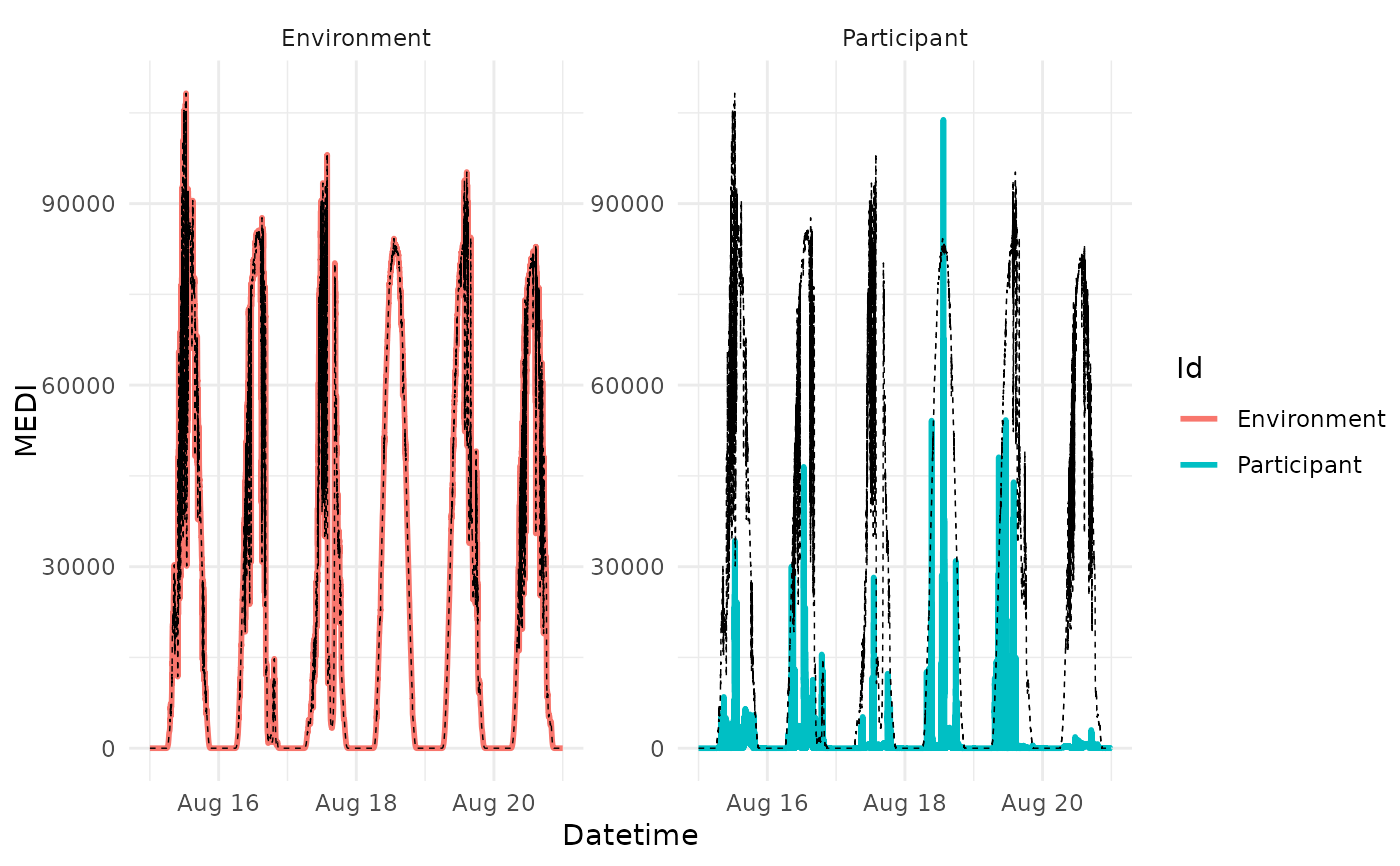 Environment
Participant
MEDI
90000
60000
30000
0
90000
60000
30000
0
Aug 16
Aug 18
Aug 20
Aug 16
Aug 18
Aug 20
Datetime
Id
Environment
Participant